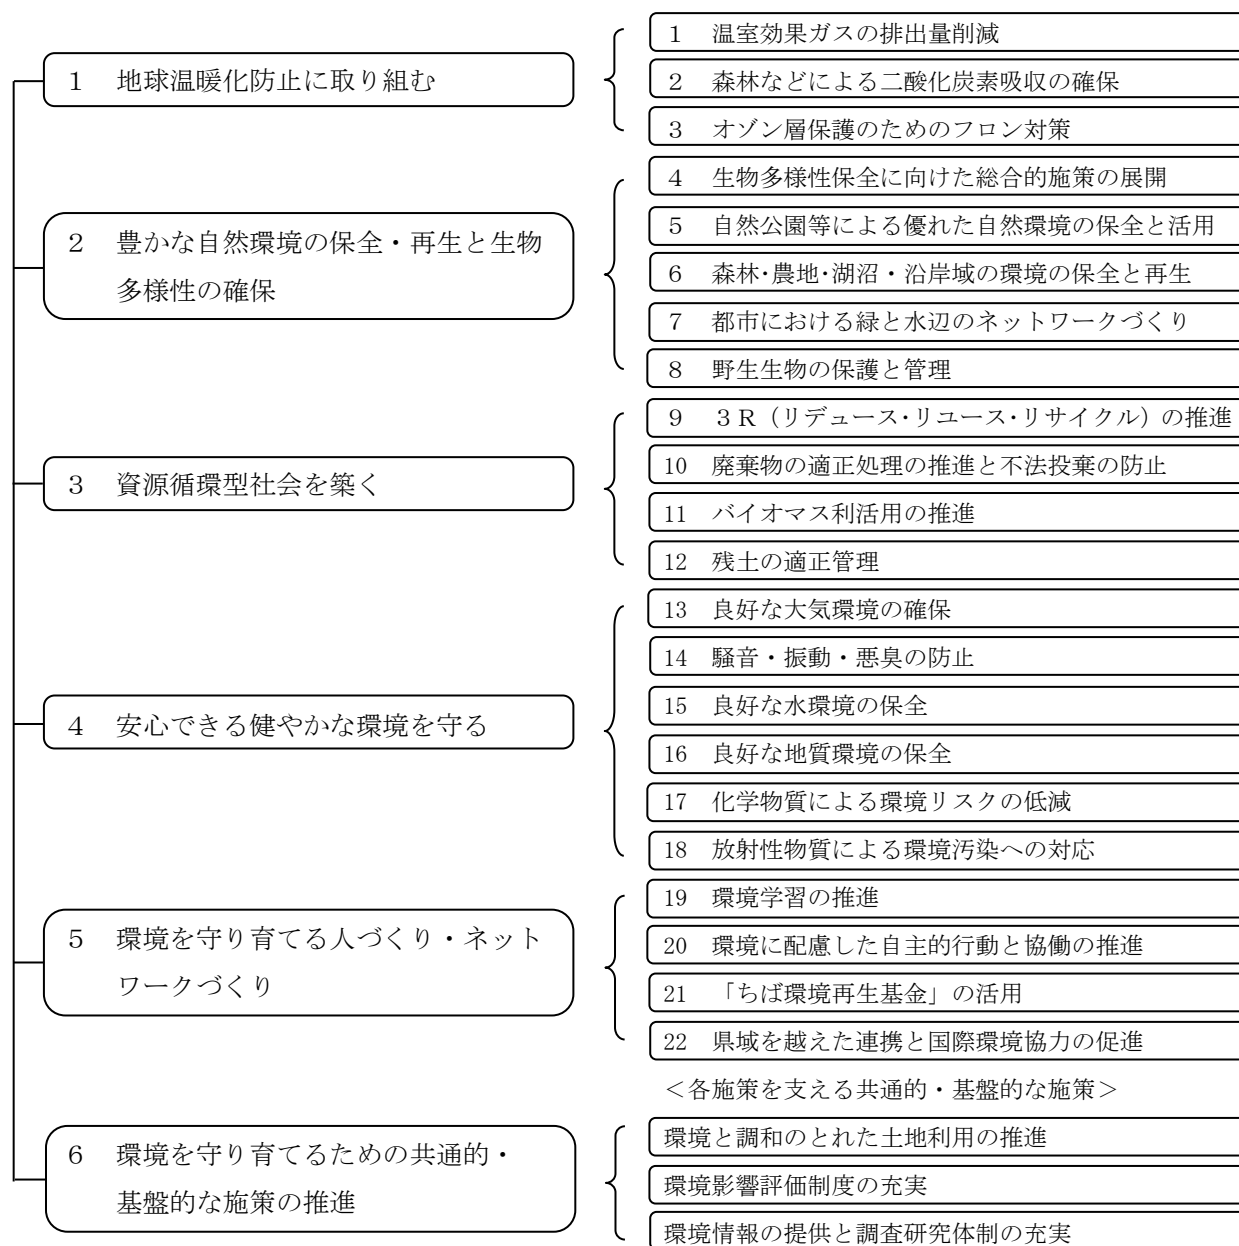 1 地球温暖化防止に取り組む
1 温室効果ガスの排出量削減
2 森林などによる二酸化炭素吸収の確保
3 オゾン層保護のためのフロン対策
2 豊かな自然環境の保全・再生と生物
多様性の確保
4 生物多様性保全に向けた総合的施策の展開
5 自然公園等による優れた自然環境の保全と活用
6 森林・農地・湖沼・沿岸域の環境の保全と再生
7 都市における緑と水辺のネットワークづくり
8 野生生物の保護と管理
3 資源循環型社会を築く
9 3R（リデュース・リユース・リサイクル）の推進
10 廃棄物の適正処理の推進と不法投棄の防止
11 バイオマス利活用の推進
12 残土の適正管理
4 安心できる健やかな環境を守る
13 良好な大気環境の確保
14 騒音・振動・悪臭の防止
15 良好な水環境の保全
16 良好な地質環境の保全
17 化学物質による環境リスクの低減
18 放射性物質による環境汚染への対応
5 環境を守り育てる人づくり・ネット
ワークづくり
19 環境学習の推進
20 環境に配慮した自主的行動と協働の推進
21 「ちば環境再生基金」の活用
22 県域を越えた連携と国際環境協力の促進
＜各施策を支える共通的・基盤的な施策＞
6 環境を守り育てるための共通的・
基盤的な施策の推進
環境と調和のとれた土地利用の推進
環境影響評価制度の充実
環境情報の提供と調査研究体制の充実